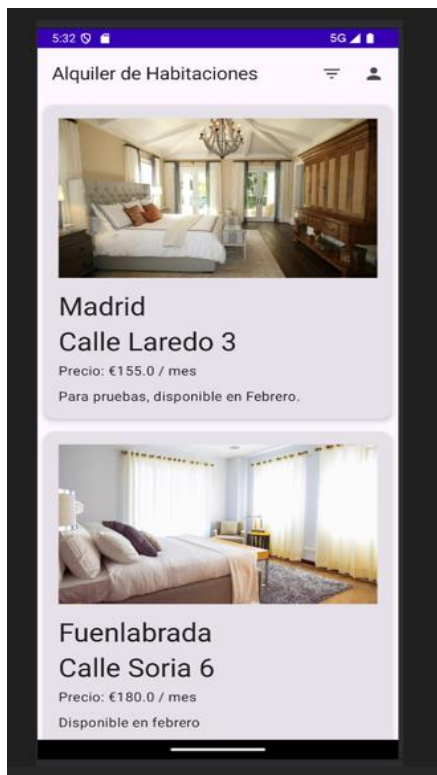 5:32 5G
Alquiler de Habitaciones
Madrid
Calle Laredo 3
Precio: €155.0 / mes
Para pruebas, disponible en Febrero.
Fuenlabrada
Calle Soria 6
Precio: €180.0 / mes
Disponible en febrero